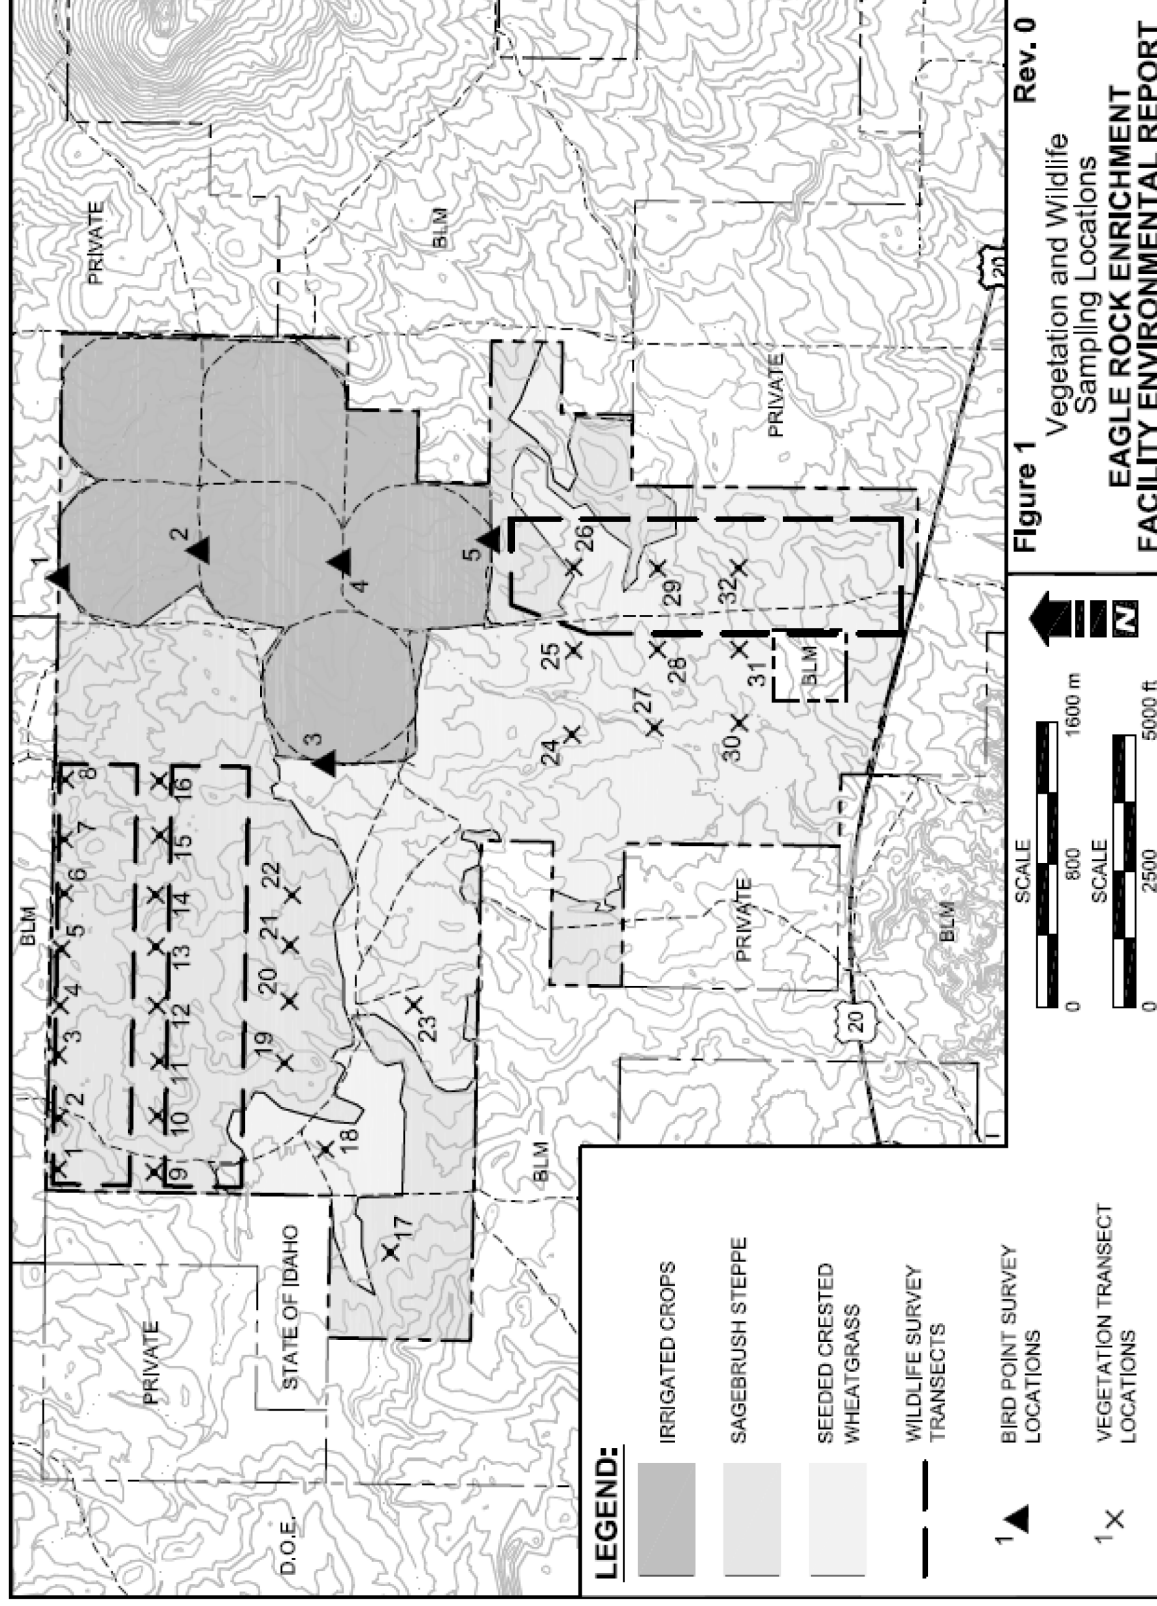 BLM
1
1 2 3 4 5 6 7 8
PRIVATE
PRIVATE
9 10 11 12 13 14 15 16
2
STATE OF IDAHO
19 20 21 22
D.O.E.
3
18
4
17
23
BLM
5
BLM
24 25 26
27 28 29
30 31 32
PRIVATE
PRIVATE
BLM
20
BLM
20
LEGEND:
IRRIGATED CROPS
SAGEBRUSH STEPPE
SEEDED CRESTED
WHEATGRASS
WILDLIFE SURVEY
TRANSECTS
1
BIRD POINT SURVEY
LOCATIONS
1
VEGETATION TRANSECT
LOCATIONS
SCALE
0 800 1600 m
SCALE
0 2500 5000 ft
N
Figure 1 Rev. 0
Vegetation and Wildlife
Sampling Locations
EAGLE ROCK ENRICHMENT
FACILITY ENVIRONMENTAL REPORT